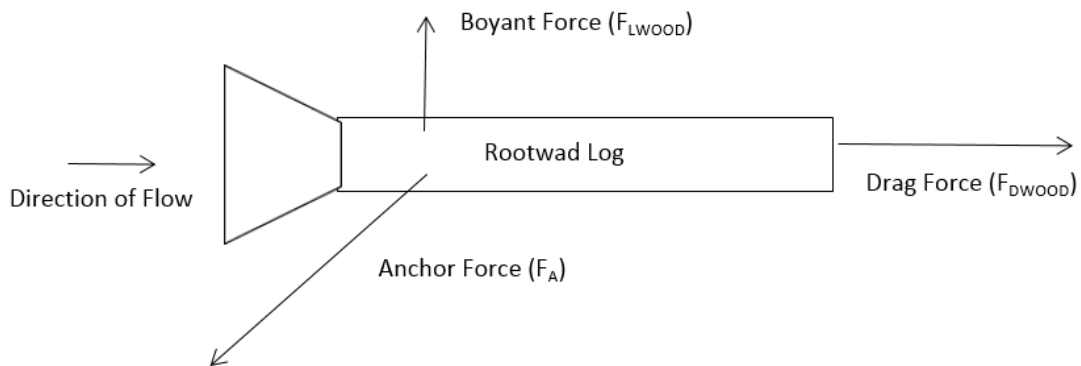 Boyant Force (FLWOOD)
Rootwad Log
Direction of Flow
Drag Force (FDWOOD)
Anchor Force (FA)